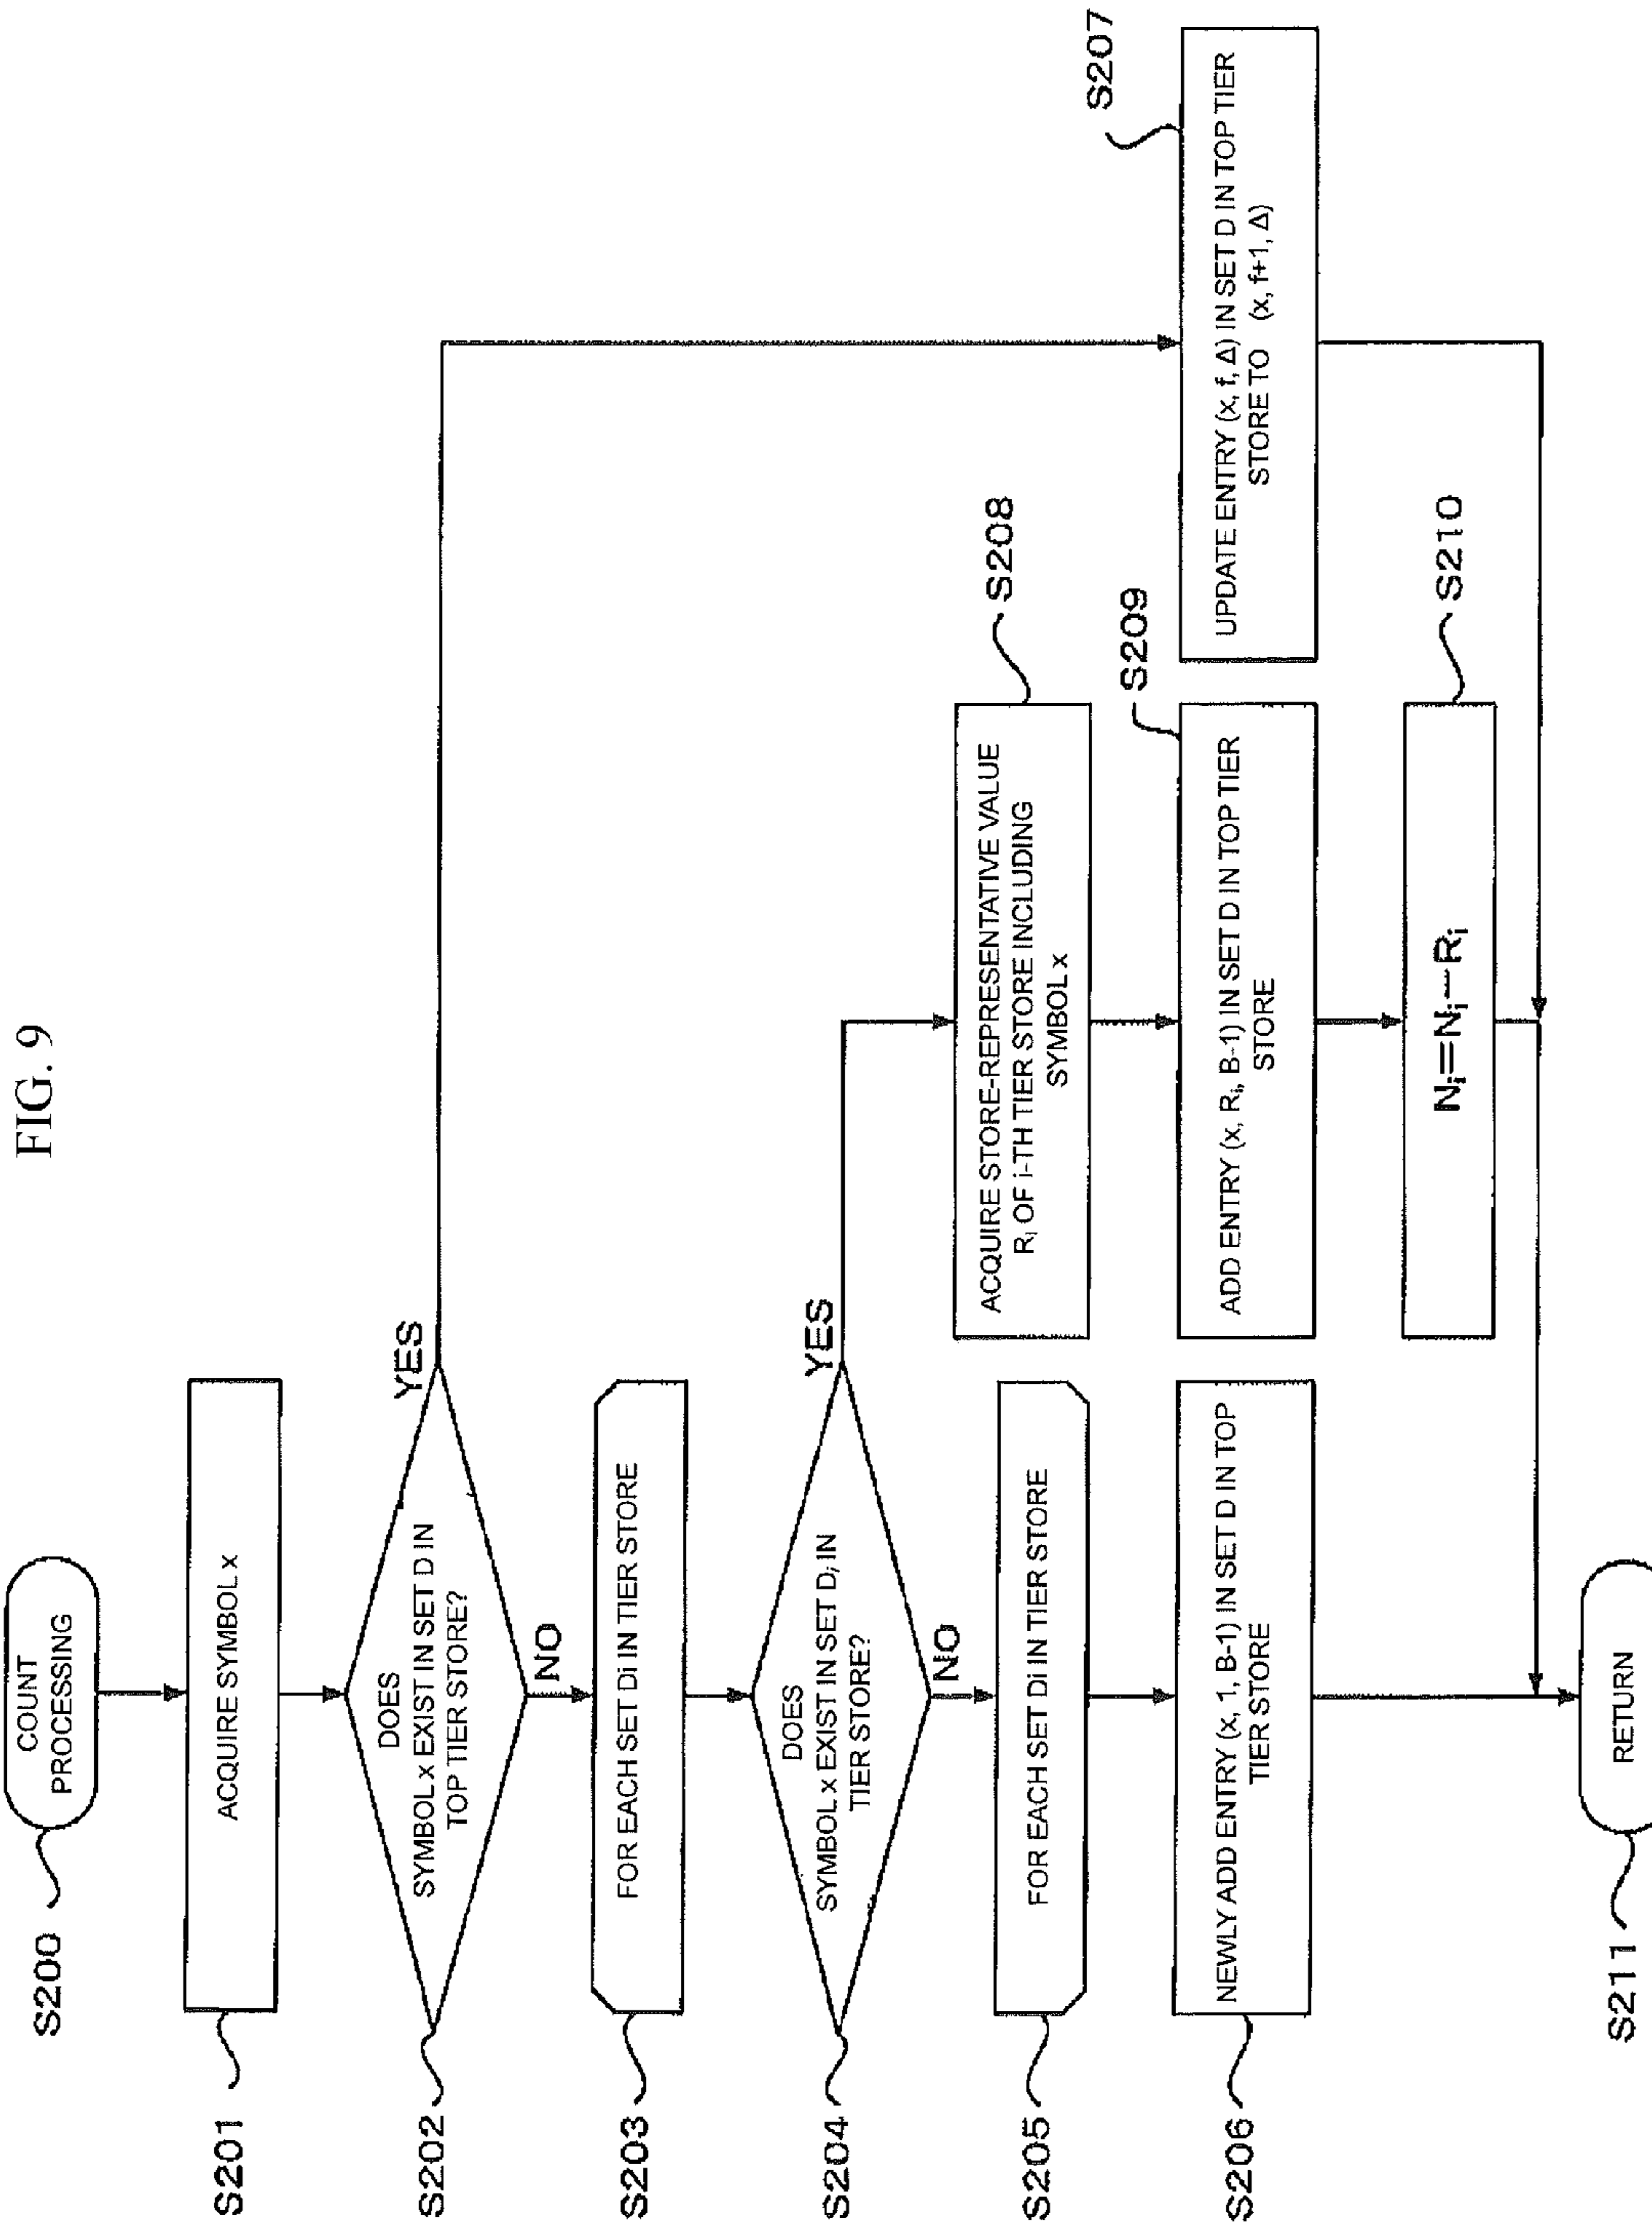 FIG. 9
COUNT
PROCESSING
S200
ACQUIRE SYMBOL x
S201
DOES
SYMBOL x EXIST IN SET D IN
TOP TIER STORE?
S202
YES
NO
FOR EACH SET Di IN TIER STORE
S203
DOES
SYMBOL x EXIST IN SET Di IN
TIER STORE?
S204
YES
NO
FOR EACH SET Di IN TIER STORE
S205
NEWLY ADD ENTRY (x, 1, B-1) IN SET D IN TOP
TIER STORE
S206
ACQUIRE STORE-REPRESENTATIVE VALUE
Ri OF i-TH TIER STORE INCLUDING
SYMBOL x
S208
ADD ENTRY (x, Ri, B-1) IN SET D IN TOP TIER
STORE
S209
Ni=Ni−Ri
S210
UPDATE ENTRY (x, f, Δ) IN SET D IN TOP TIER
STORE TO (x, f+1, Δ)
S207
RETURN
S211